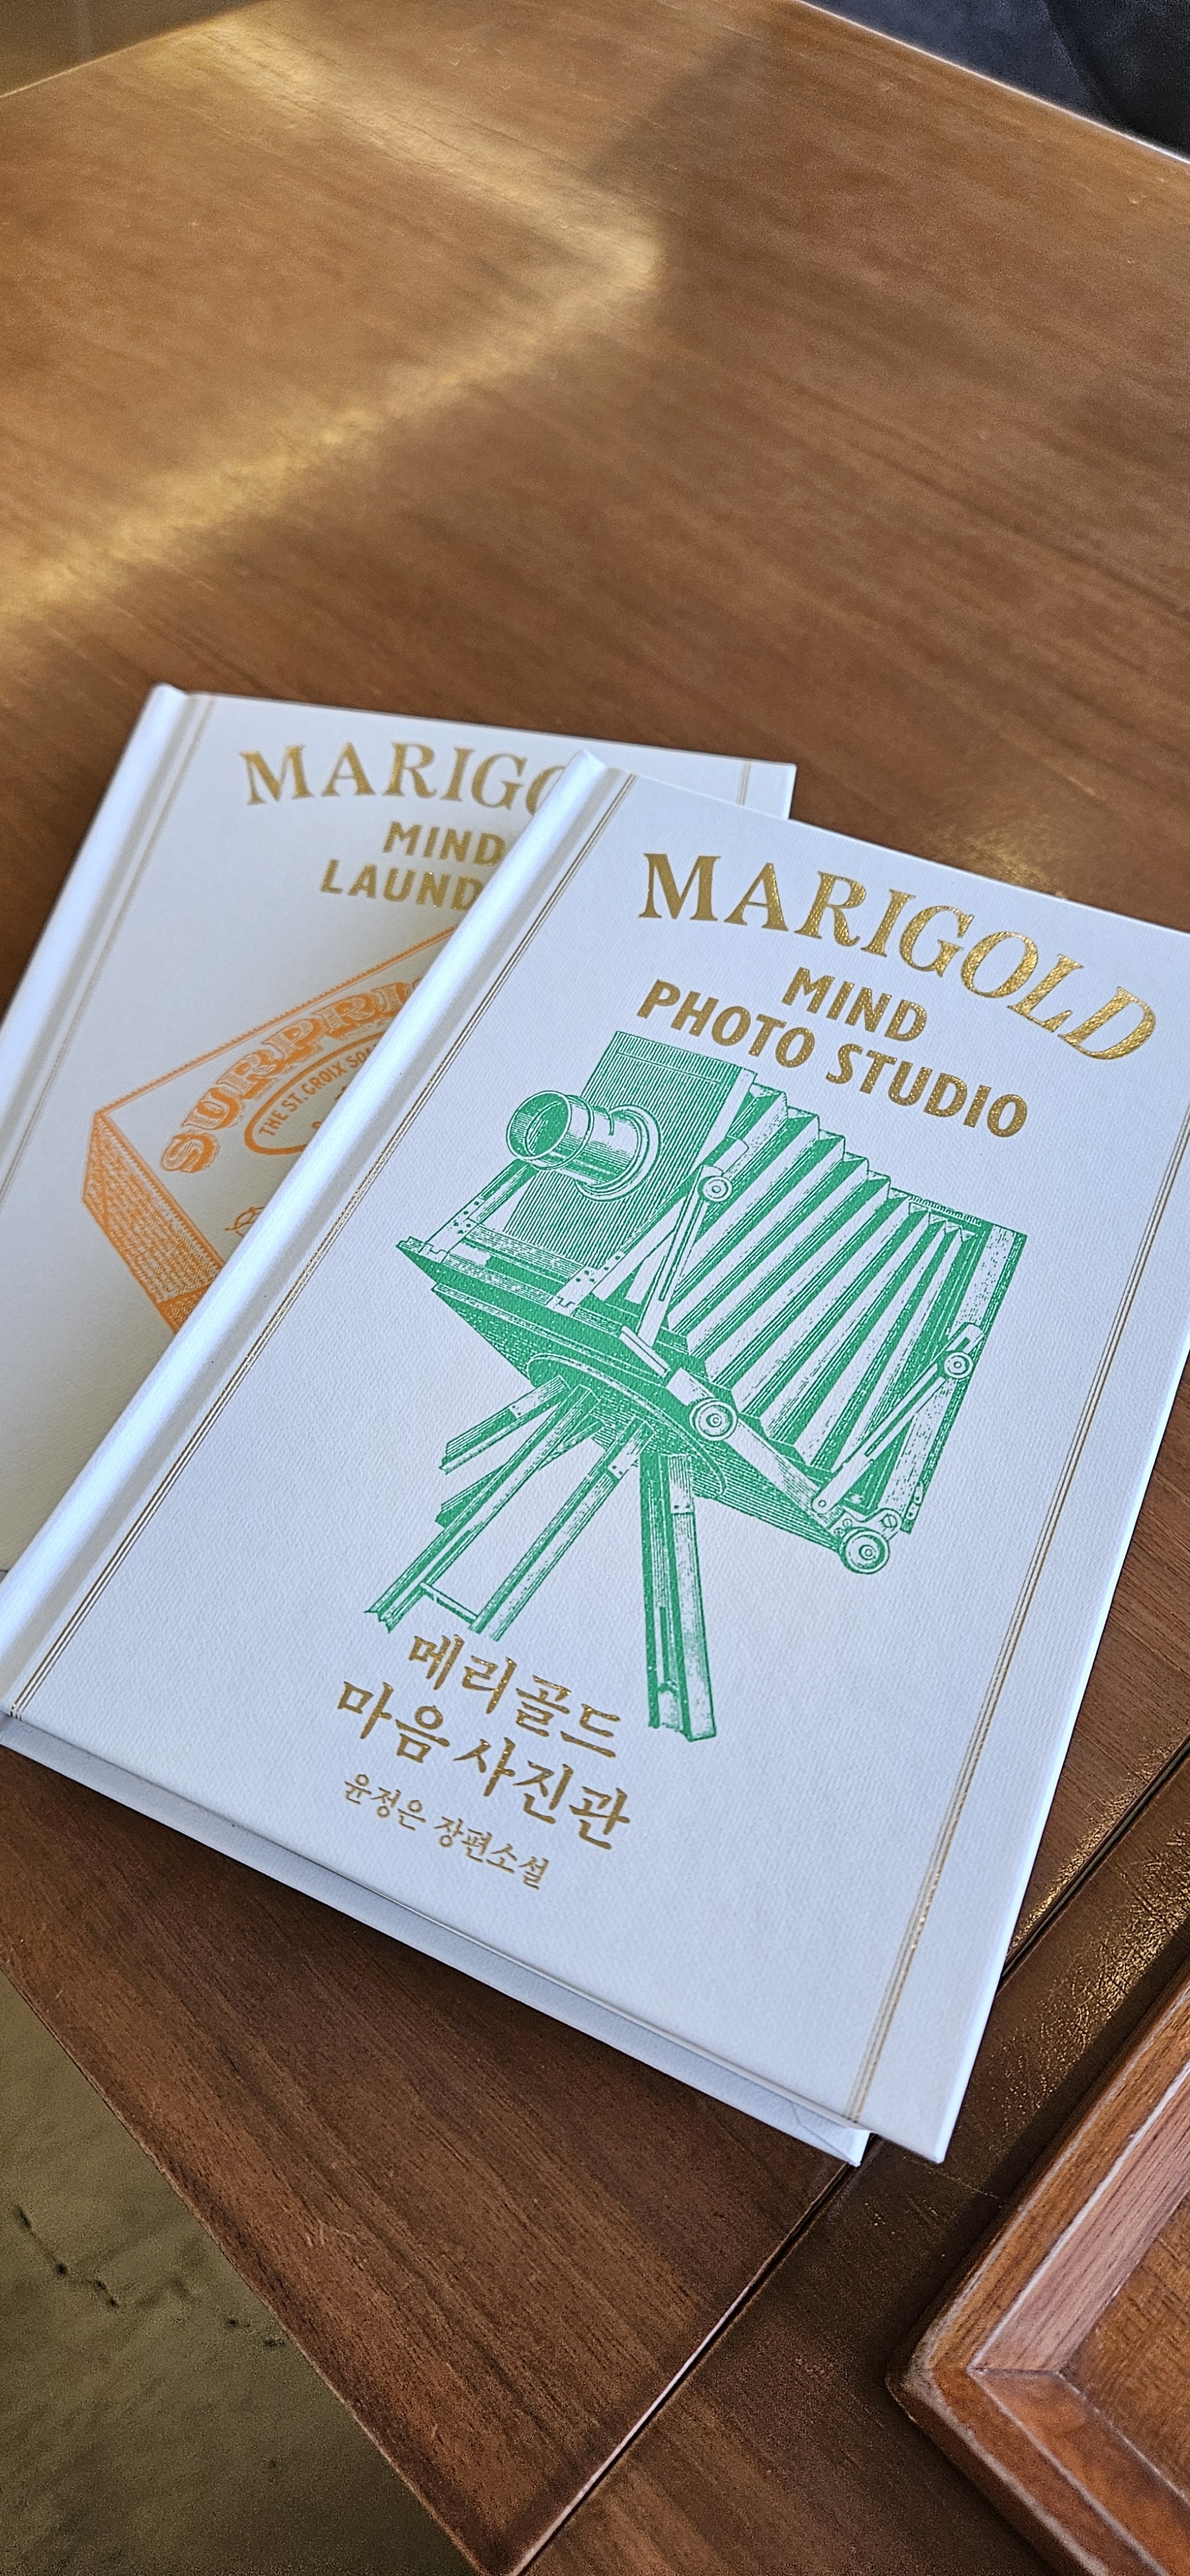 MARIGOLD
MIND
PHOTO STUDIO
메리골드
마음 사진관
윤정은 장편소설
MARIGO
MIND
LAUND
SURPRI
THE ST. CROIX SOA